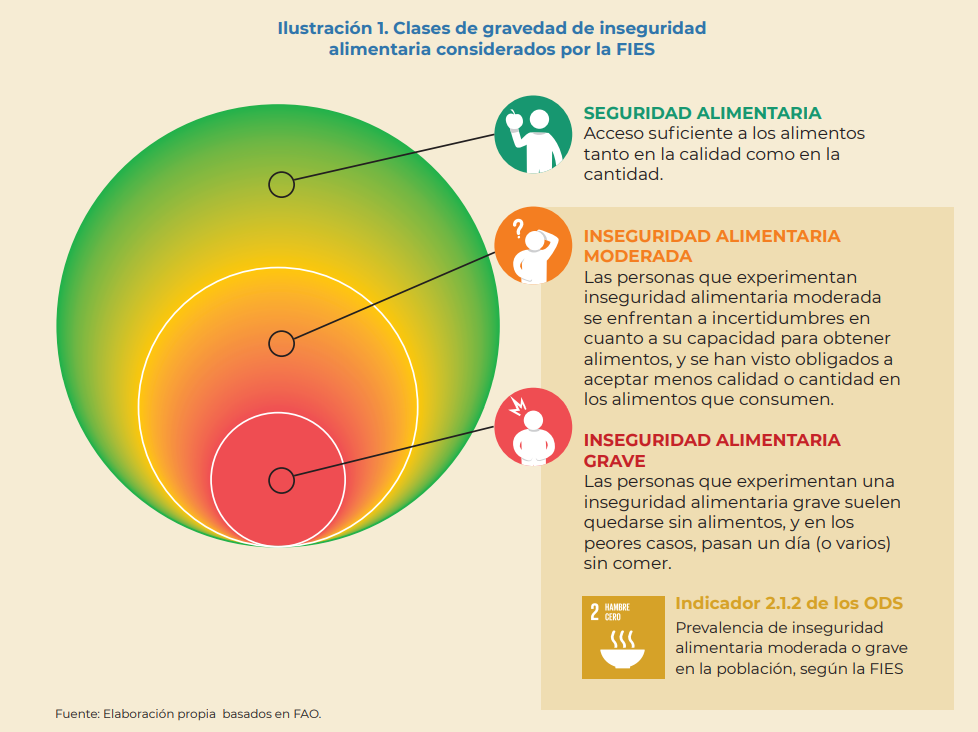 Ilustración 1. Clases de gravedad de inseguridad
alimentaria considerados por la FIES
SEGURIDAD ALIMENTARIA
Acceso suficiente a los alimentos
tanto en la calidad como en la
cantidad.
?
INSEGURIDAD ALIMENTARIA
MODERADA
Las personas que experimentan
inseguridad alimentaria moderada
se enfrentan a incertidumbres en
cuanto a su capacidad para obtener
alimentos, y se han visto obligados a
aceptar menos calidad o cantidad en
los alimentos que consumen.
INSEGURIDAD ALIMENTARIA
GRAVE
Las personas que experimentan una
inseguridad alimentaria grave suelen
quedarse sin alimentos, y en los
peores casos, pasan un día (o varios)
sin comer.
2 HAMBRE
CERO
Indicador 2.1.2 de los ODS
Prevalencia de inseguridad
alimentaria moderada o grave
en la población, según la FIES
Fuente: Elaboración propia basados en FAO.